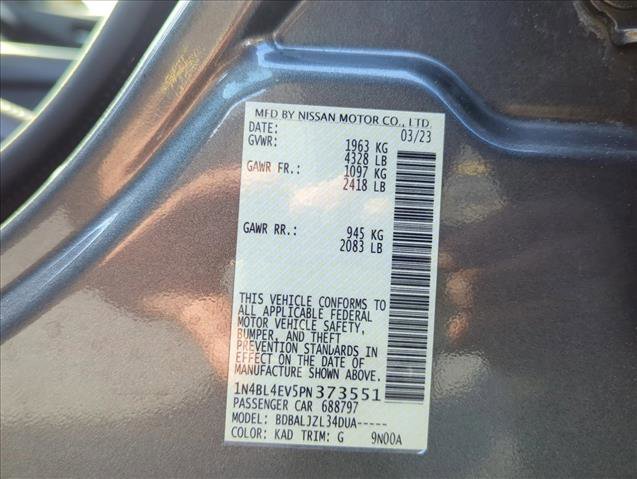 MFD BY NISSAN MOTOR CO., LTD
DATE: 03/23
GVWR: 1963 KG
4328 LB
GAWR FR.: 1097 KG
2418 LB
GAWR RR.: 945 KG
2083 LB
THIS VEHICLE CONFORMS TO
ALL APPLICABLE FEDERAL
MOTOR VEHICLE SAFETY,
BUMPER, AND THEFT
PREVENTION STANDARDS IN
EFFECT ON THE DATE OF
MANUFACTURE SHOWN ABOVE.
1N4BL4EV5PN373551
PASSENGER CAR 688797
MODEL: BDBALJZL34DUA-----
COLOR: KAD TRIM: G 9N00A